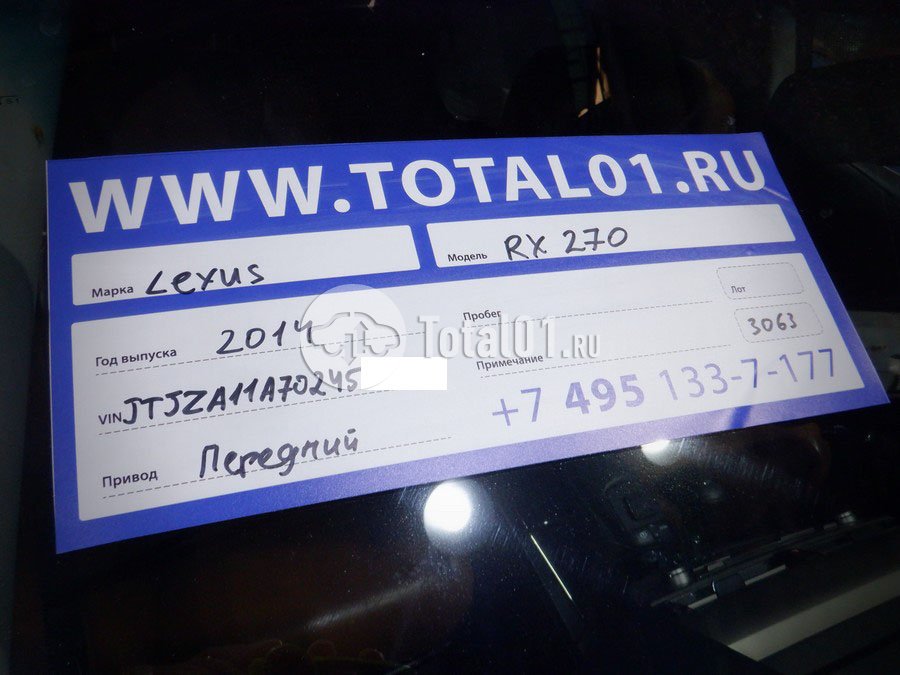 WWW.TOTAL01.RU
Марка Lexus
Модель RX 270
Год выпуска 2014
Пробег
Лот
3063
VIN JTJZA11A70245
Примечание
+7 495 133-7-177
Привод Передний
Total01.RU